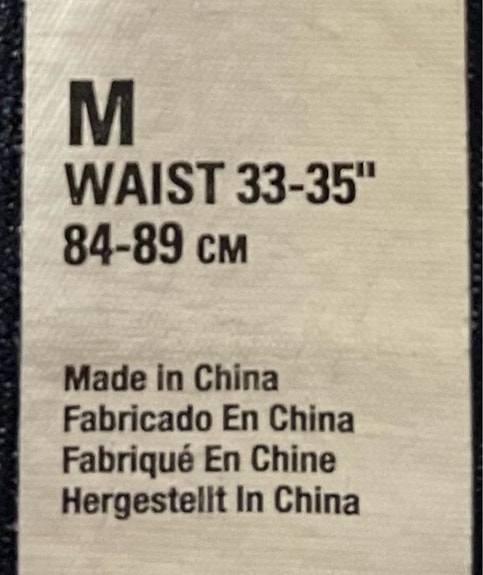 M
WAIST 33-35"
84-89 CM
Made in China
Fabricado En China
Fabriqué En Chine
Hergestellt In China